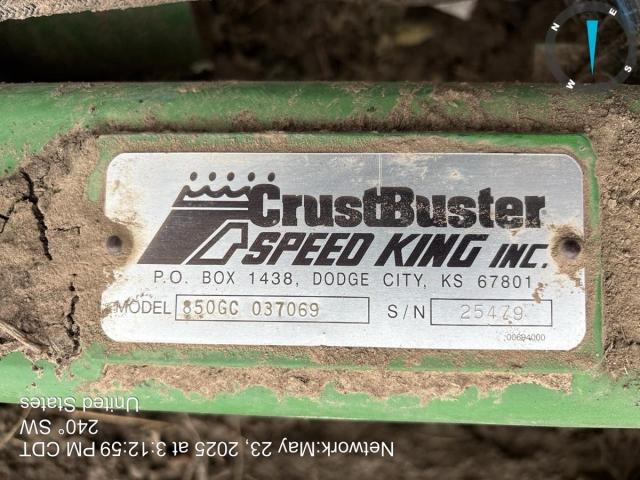 CrustBuster
SPEED KING INC.
P.O. BOX 1438, DODGE CITY, KS 67801
MODEL 850GC 037069 S/N 25479
00694000
Network:May 23, 2025 at 3:12:59 PM CDT
240° SW
United States
N E S W